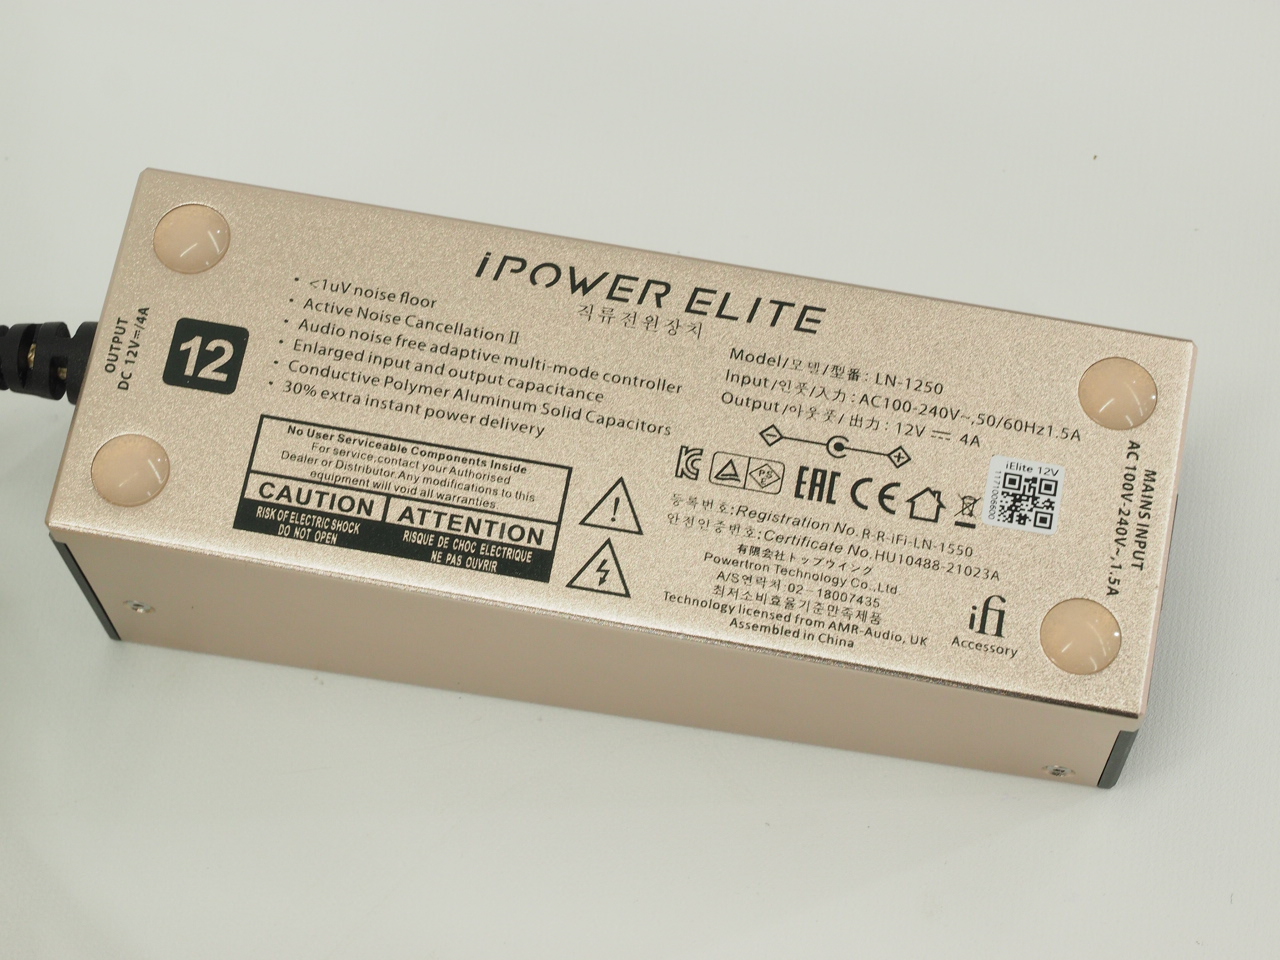 iPOWER ELITE
직류전원장치
• <1uV noise floor
• Active Noise Cancellation II
• Audio noise free adaptive multi-mode controller
• Enlarged input and output capacitance
• Conductive Polymer Aluminum Solid Capacitors
• 30% extra instant power delivery
OUTPUT
DC 12V⎓/4A
12
No User Serviceable Components Inside
For service,contact your Authorised
Dealer or Distributor.Any modifications to this
equipment will void all warranties
CAUTION
RISK OF ELECTRIC SHOCK
DO NOT OPEN
ATTENTION
RISQUE DE CHOC ELECTRIQUE
NE PAS OUVRIR
Model/모델/型番: LN-1250
Input/인풋/入力: AC100-240V~,50/60Hz1.5A
Output/아웃풋/出力: 12V ⎓ 4A
KC
PS
EAC CE
iElite 12V
登录번호:Registration No.R-R-iFi-LN-1550
안전인증번호:Certificate No.HU10488-21023A
有限会社トップウイング
Powertron Technology Co.,Ltd
A/S연락처:02-18007435
최저소비효율기준만족제품
Technology licensed from AMR-Audio, UK
Assembled in China
ifi
Accessory
MAINS INPUT
AC100V-240V~,1.5A